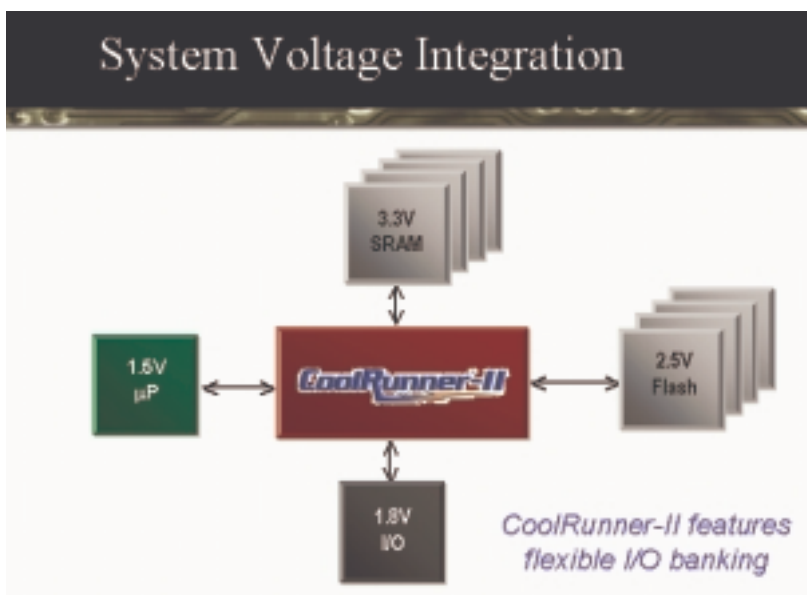 System Voltage Integration
3.3V
SRAM
1.5V
µP
CoolRunner-II
2.5V
Flash
1.8V
I/O
CoolRunner-II features
flexible I/O banking